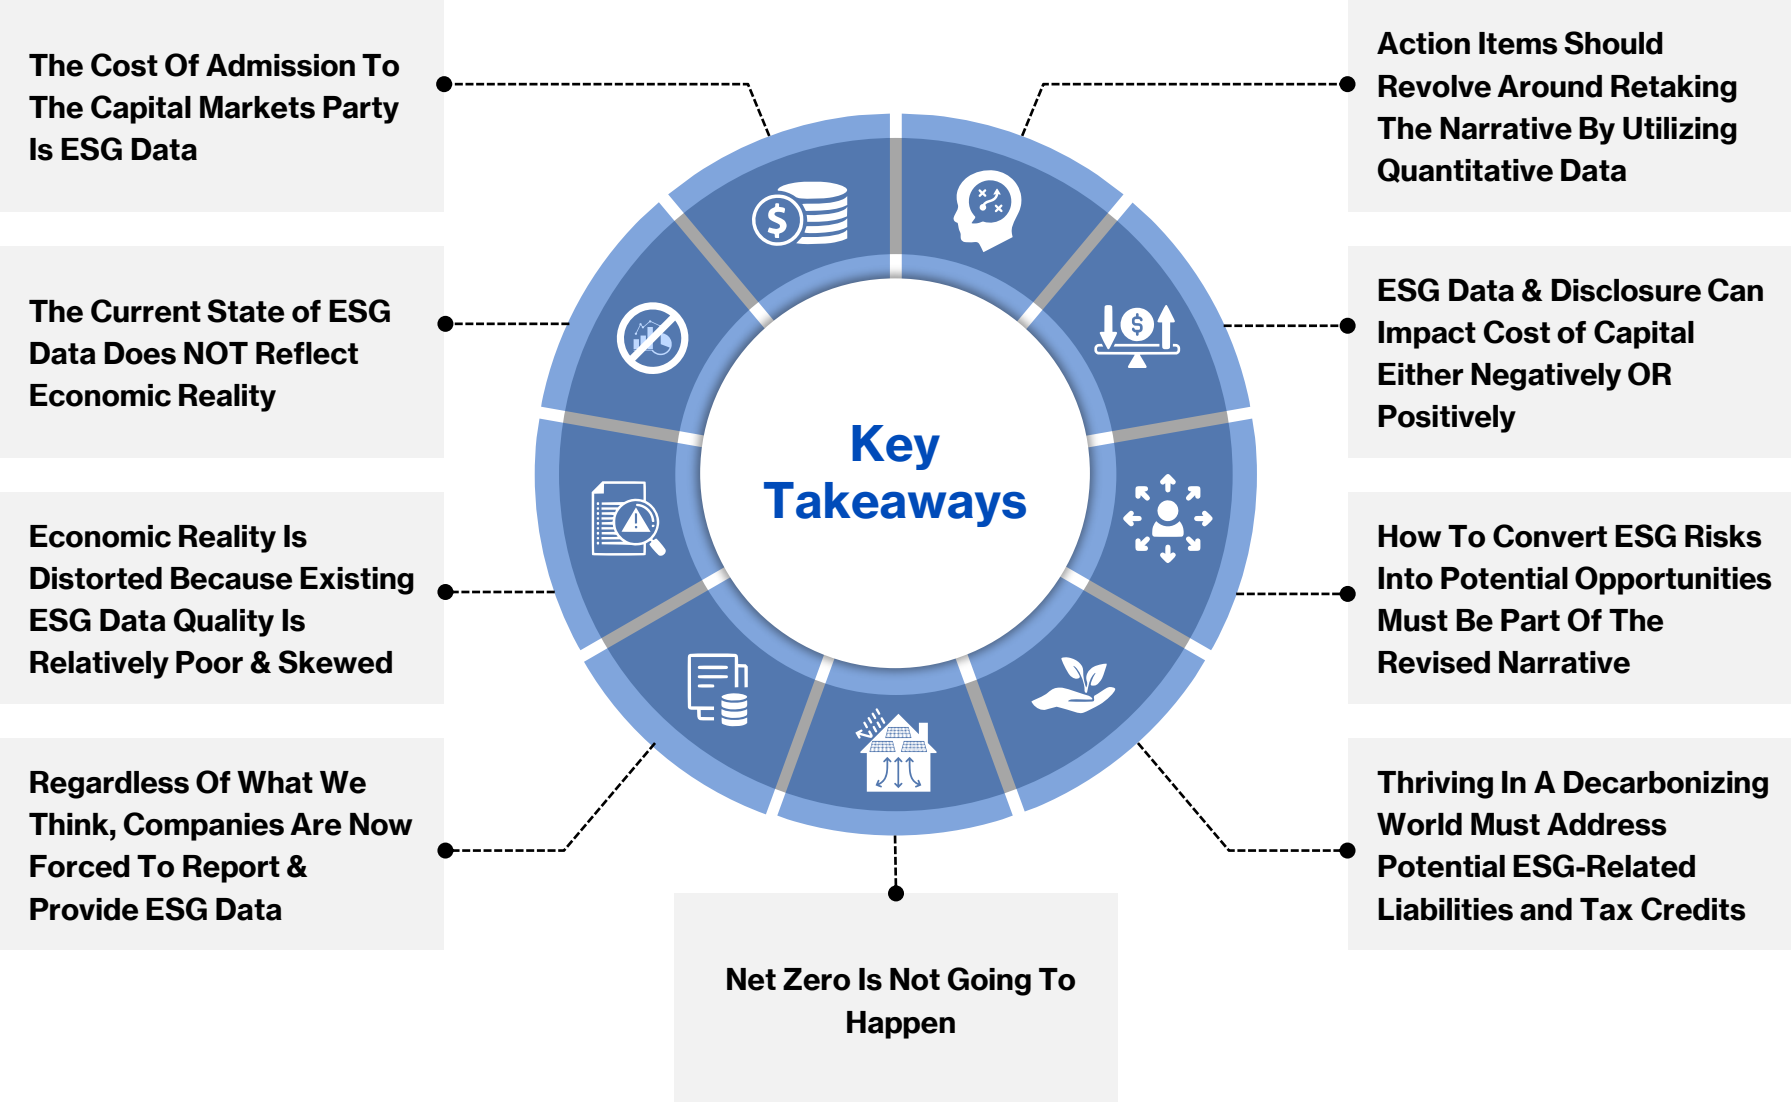 The Cost Of Admission To
The Capital Markets Party
Is ESG Data
The Current State of ESG
Data Does NOT Reflect
Economic Reality
Economic Reality Is
Distorted Because Existing
ESG Data Quality Is
Relatively Poor & Skewed
Regardless Of What We
Think, Companies Are Now
Forced To Report &
Provide ESG Data
Key
Takeaways
$
$
Net Zero Is Not Going To
Happen
Action Items Should
Revolve Around Retaking
The Narrative By Utilizing
Quantitative Data
ESG Data & Disclosure Can
Impact Cost of Capital
Either Negatively OR
Positively
How To Convert ESG Risks
Into Potential Opportunities
Must Be Part Of The
Revised Narrative
Thriving In A Decarbonizing
World Must Address
Potential ESG-Related
Liabilities and Tax Credits